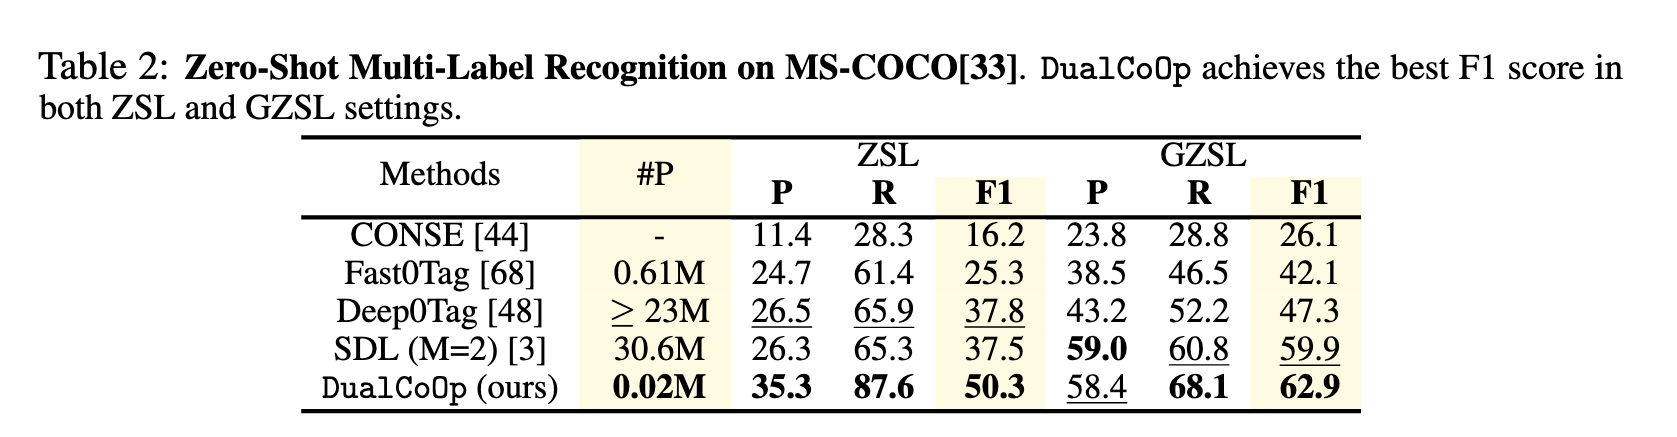 Table 2: Zero-Shot Multi-Label Recognition on MS-COCO[33]. DualCoOp achieves the best F1 score in
both ZSL and GZSL settings.
Methods #P ZSL GZSL
P R F1 P R F1
CONSE [44] - 11.4 28.3 16.2 23.8 28.8 26.1
Fast0Tag [68] 0.61M 24.7 61.4 25.3 38.5 46.5 42.1
Deep0Tag [48] ≥ 23M 26.5 65.9 37.8 43.2 52.2 47.3
SDL (M=2) [3] 30.6M 26.3 65.3 37.5 59.0 60.8 59.9
DualCoOp (ours) 0.02M 35.3 87.6 50.3 58.4 68.1 62.9